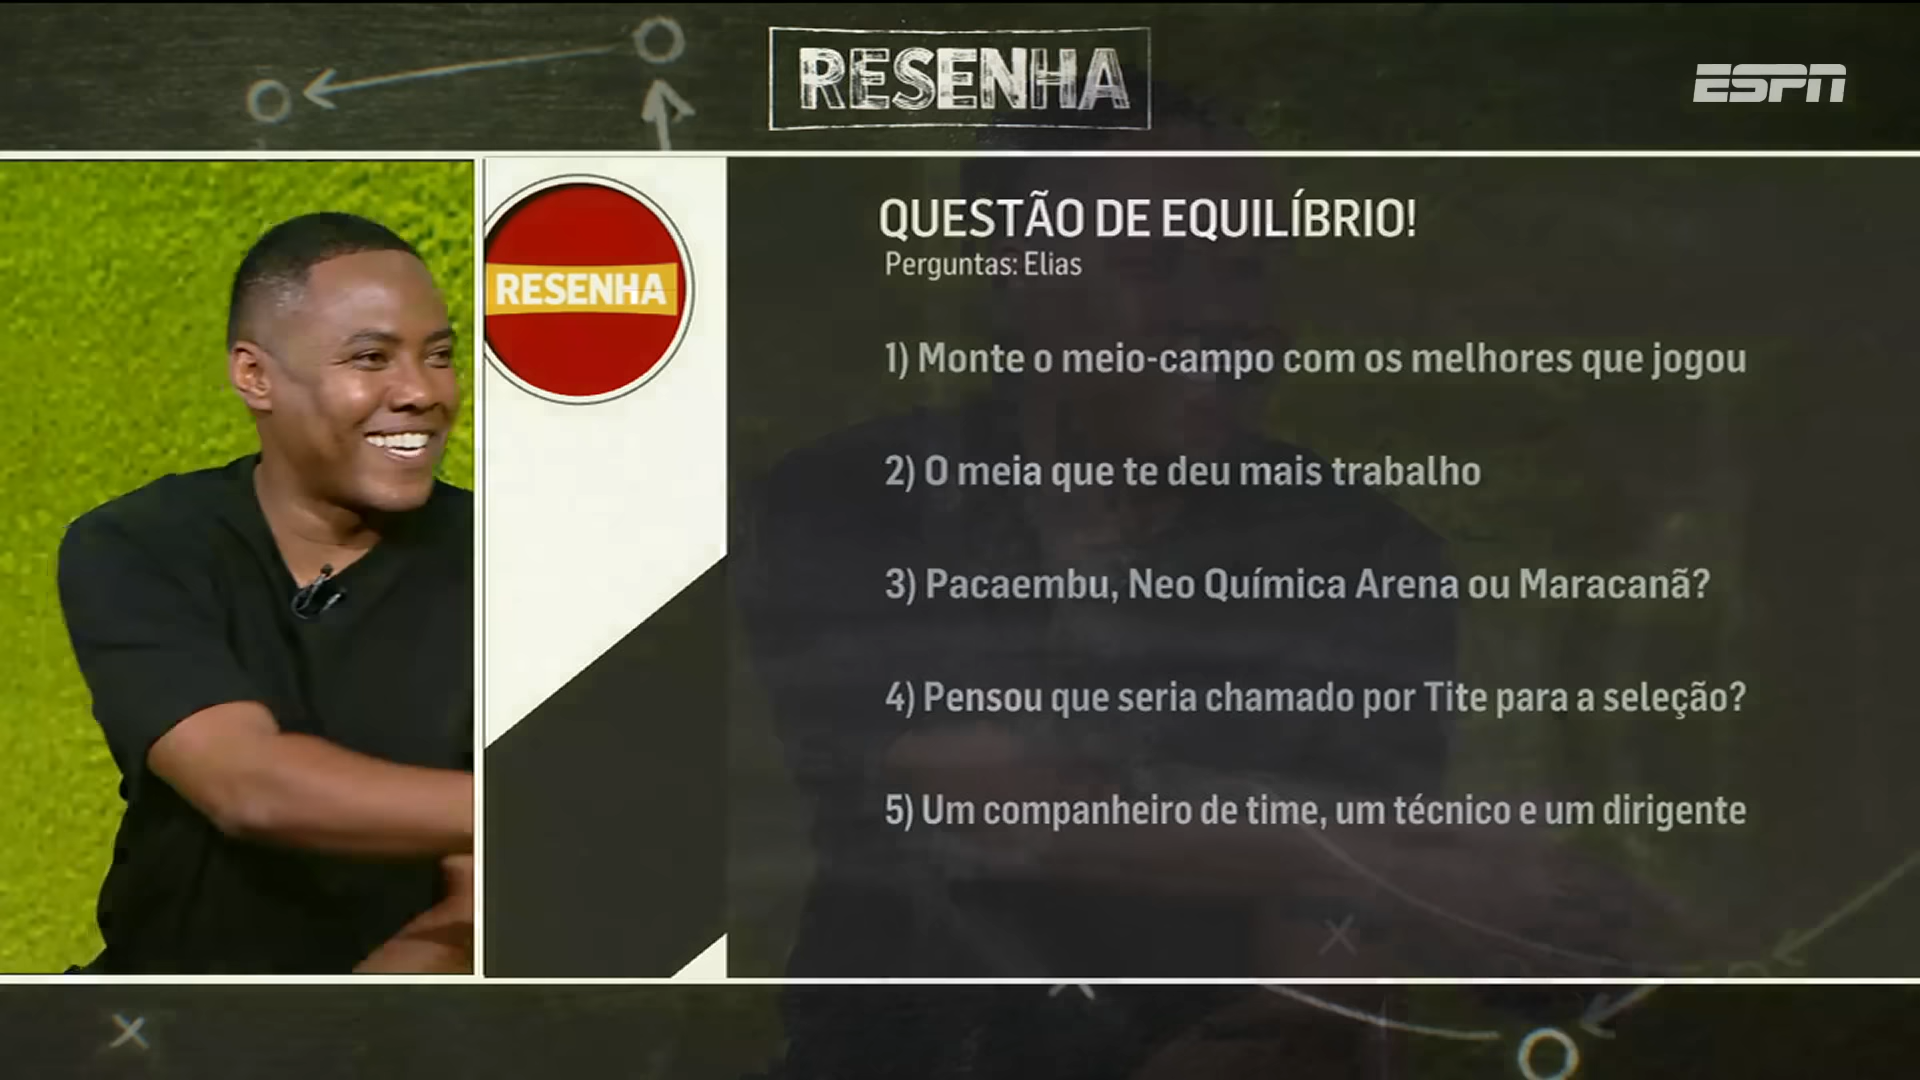 RESENHA
ESPN
RESENHA
QUESTÃO DE EQUILÍBRIO!
Perguntas: Elias
1) Monte o meio-campo com os melhores que jogou
2) O meia que te deu mais trabalho
3) Pacaembu, Neo Química Arena ou Maracanã?
4) Pensou que seria chamado por Tite para a seleção?
5) Um companheiro de time, um técnico e um dirigente